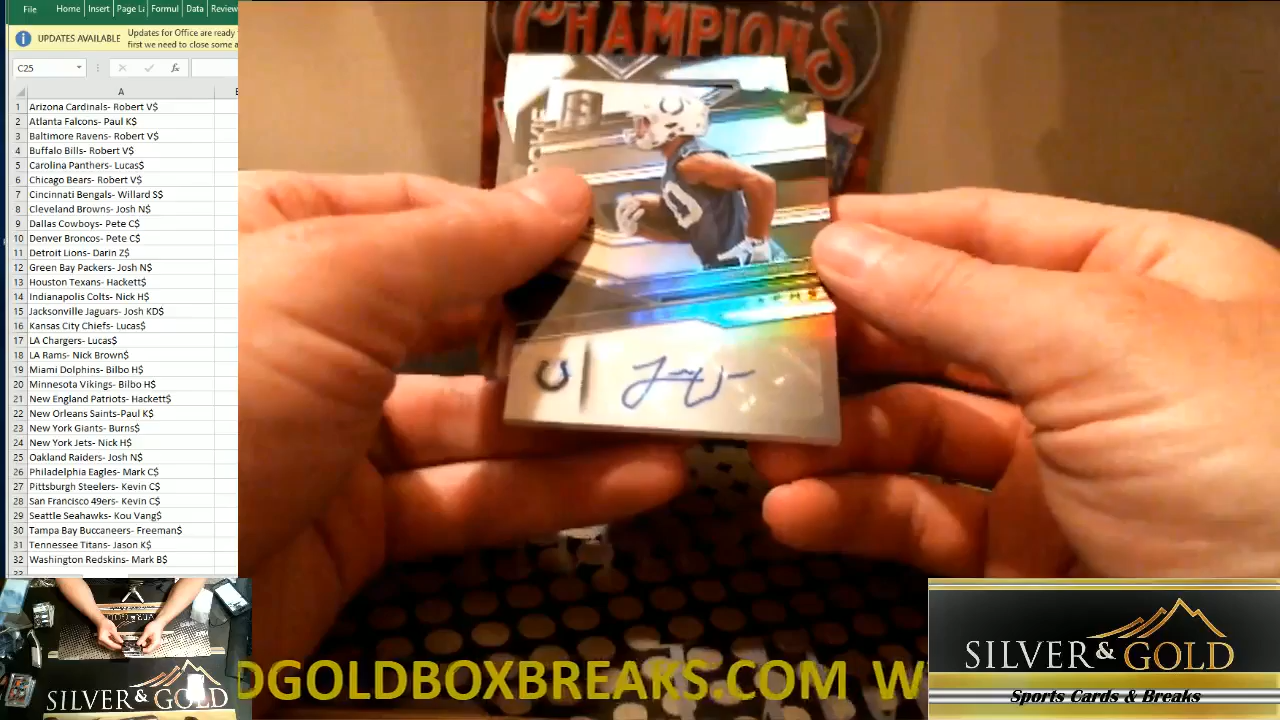 File Home Insert Page La Formul Data Review
UPDATES AVAILABLE Updates for Office are ready
first we need to close some a
C25
fx
A
1 Arizona Cardinals- Robert V$
2 Atlanta Falcons- Paul K$
3 Baltimore Ravens- Robert V$
4 Buffalo Bills- Robert V$
5 Carolina Panthers- Lucas$
6 Chicago Bears- Robert V$
7 Cincinnati Bengals- Willard S$
8 Cleveland Browns- Josh N$
9 Dallas Cowboys- Pete C$
10 Denver Broncos- Pete C$
11 Detroit Lions- Darin Z$
12 Green Bay Packers- Josh N$
13 Houston Texans- Hackett$
14 Indianapolis Colts- Nick H$
15 Jacksonville Jaguars- Josh KD$
16 Kansas City Chiefs- Lucas$
17 LA Chargers- Lucas$
18 LA Rams- Nick Brown$
19 Miami Dolphins- Bilbo H$
20 Minnesota Vikings- Bilbo H$
21 New England Patriots- Hackett$
22 New Orleans Saints-Paul K$
23 New York Giants- Burns$
24 New York Jets- Nick H$
25 Oakland Raiders- Josh N$
26 Philadelphia Eagles- Mark C$
27 Pittsburgh Steelers- Kevin C$
28 San Francisco 49ers- Kevin C$
29 Seattle Seahawks- Kou Vang$
30 Tampa Bay Buccaneers- Freeman$
31 Tennessee Titans- Jason K$
32 Washington Redskins- Mark B$
CHAMPIONS
SILVER & GOLD
DGOLDBOXBREAKS.COM W
SILVER & GOLD
Sports Cards & Breaks